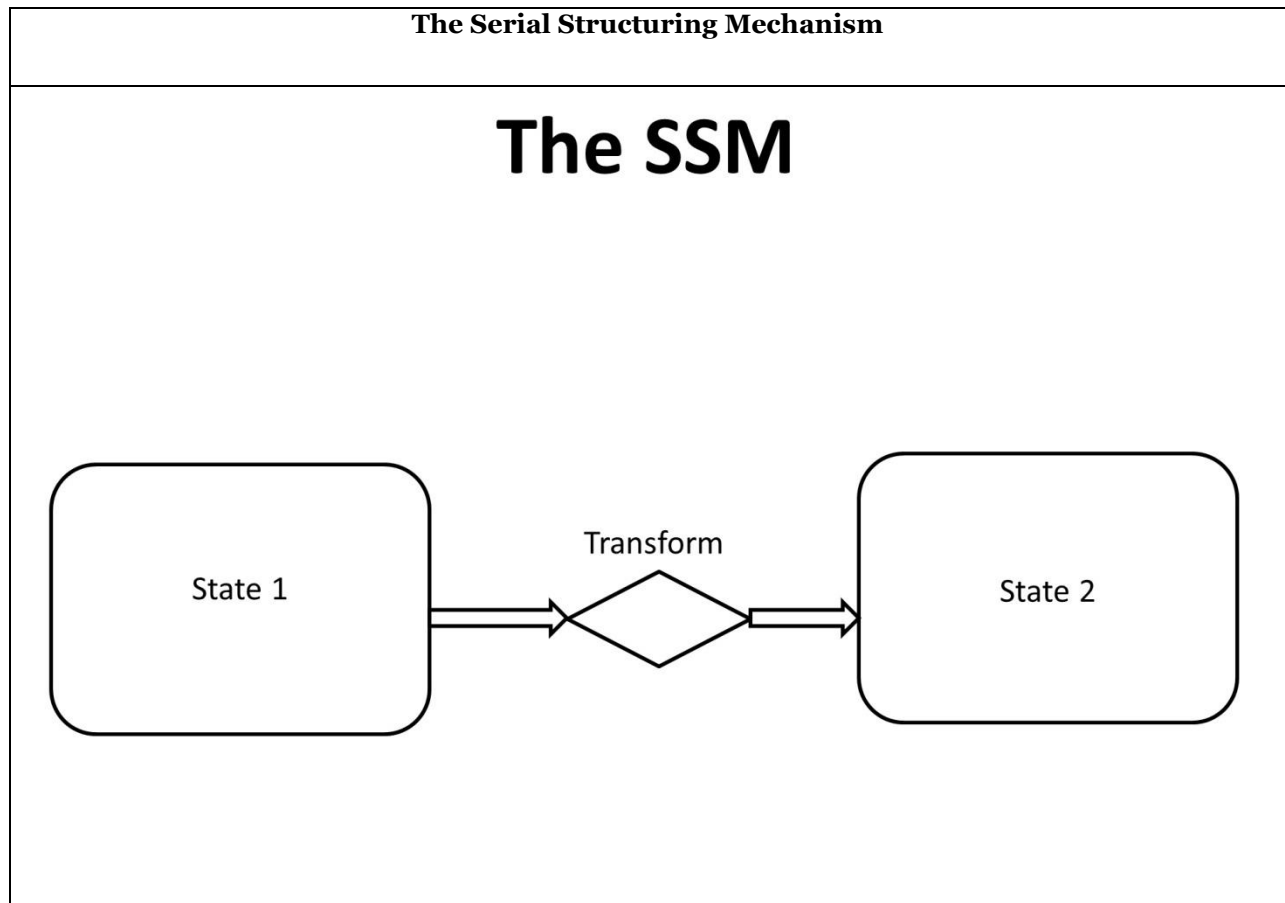 The Serial Structuring Mechanism
The SSM
Transform
State 1
State 2